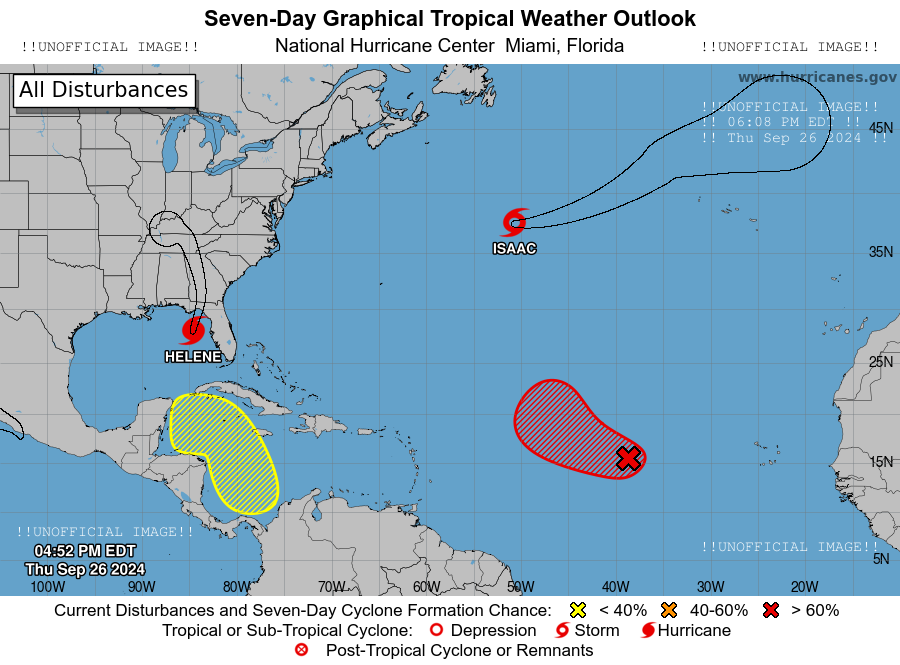 Seven-Day Graphical Tropical Weather Outlook
!!UNOFFICIAL IMAGE!! National Hurricane Center Miami, Florida !!UNOFFICIAL IMAGE!!
All Disturbances
www.hurricanes.gov
!!UNOFFICIAL IMAGE!!
!! 06:08 PM EDT !!
!! Thu Sep 26 2024 !!
45N
ISAAC
35N
HELENE
25N
15N
!!UNOFFICIAL IMAGE!!
!!UNOFFICIAL IMAGE!!
04:52 PM EDT
Thu Sep 26 2024
5N
100W 90W 80W 70W 60W 50W 40W 30W 20W
Current Disturbances and Seven-Day Cyclone Formation Chance: < 40% 40-60% > 60%
Tropical or Sub-Tropical Cyclone: Depression Storm Hurricane
Post-Tropical Cyclone or Remnants